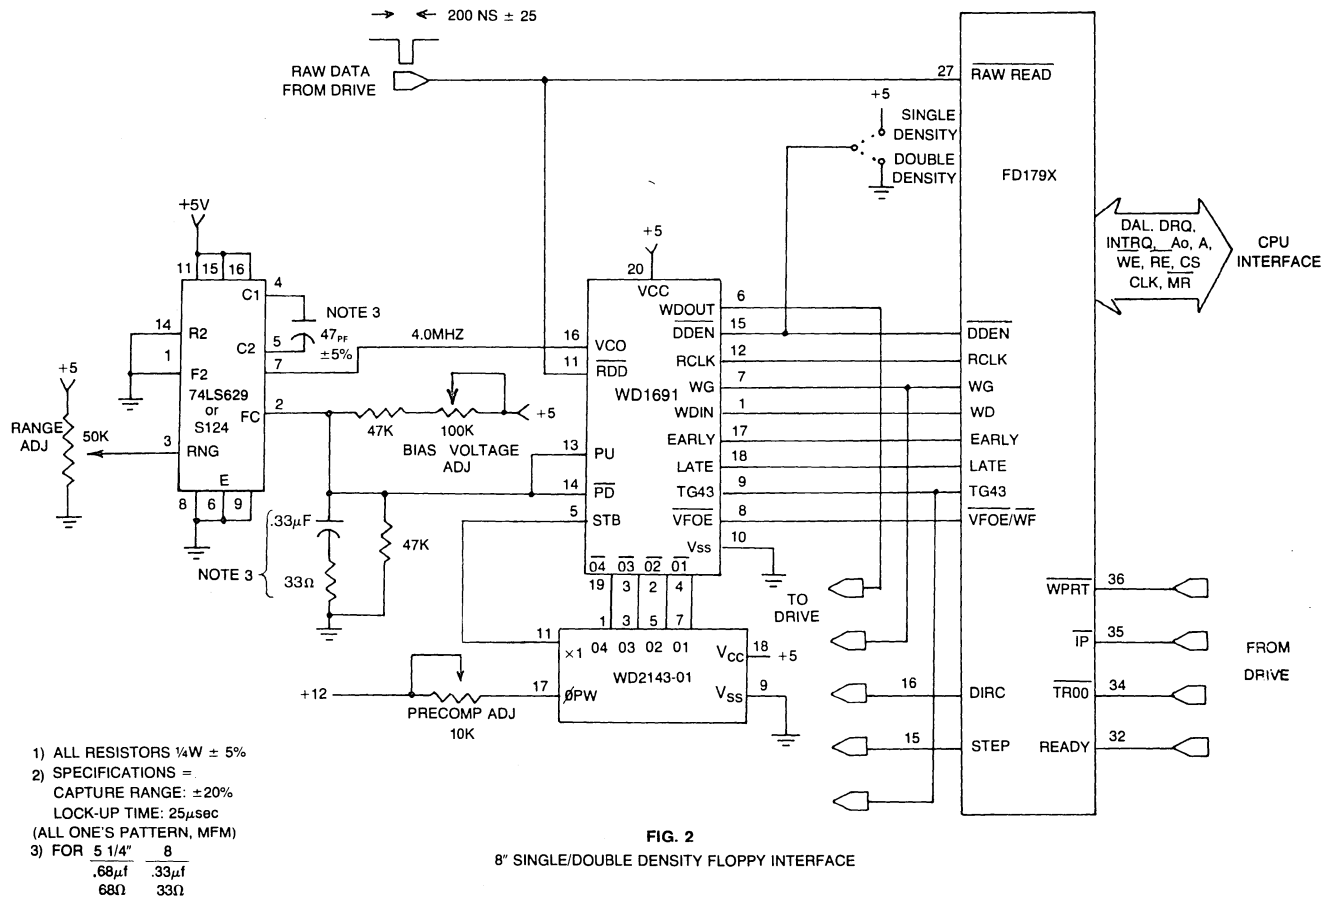 200 NS ± 25
RAW DATA
FROM DRIVE
27
RAW READ
+5
SINGLE
DENSITY
DOUBLE
DENSITY
FD179X
DAL. DRQ,
INTRQ, Ao, A,
WE, RE, CS
CLK, MR
CPU
INTERFACE
+5V
11 15 16
4
C1
NOTE 3
47PF
±5%
C2
5
7
4.0MHZ
14
R2
1
F2
74LS629
or
S124
FC
2
47K
100K
+5
BIAS VOLTAGE
ADJ
+5
RANGE
ADJ
50K
3
RNG
E
8 6 9
.33µF
NOTE 3
33Ω
47K
+5
20
VCC
WD1691
16
VCO
11
RDD
13
PU
14
PD
5
STB
WDOUT
6
DDEN
15
DDEN
RCLK
12
RCLK
WG
7
WG
WDIN
1
WD
EARLY
17
EARLY
LATE
18
LATE
TG43
9
TG43
VFOE
8
VFOE/WF
VSS
10
04 03 02 01
19 3 2 4
1 3 5 7
11
×1
04 03 02 01
VCC
18
+5
WD2143-01
+12
17
ØPW
VSS
9
PRECOMP ADJ
10K
TO
DRIVE
16
DIRC
15
STEP
WPRT
36
IP
35
TR00
34
READY
32
FROM
DRIVE
1) ALL RESISTORS ¼W ± 5%
2) SPECIFICATIONS =
CAPTURE RANGE: ±20%
LOCK-UP TIME: 25µsec
(ALL ONE'S PATTERN, MFM)
3) FOR 5 1/4" 8
.68µf .33µf
68Ω 33Ω
FIG. 2
8" SINGLE/DOUBLE DENSITY FLOPPY INTERFACE